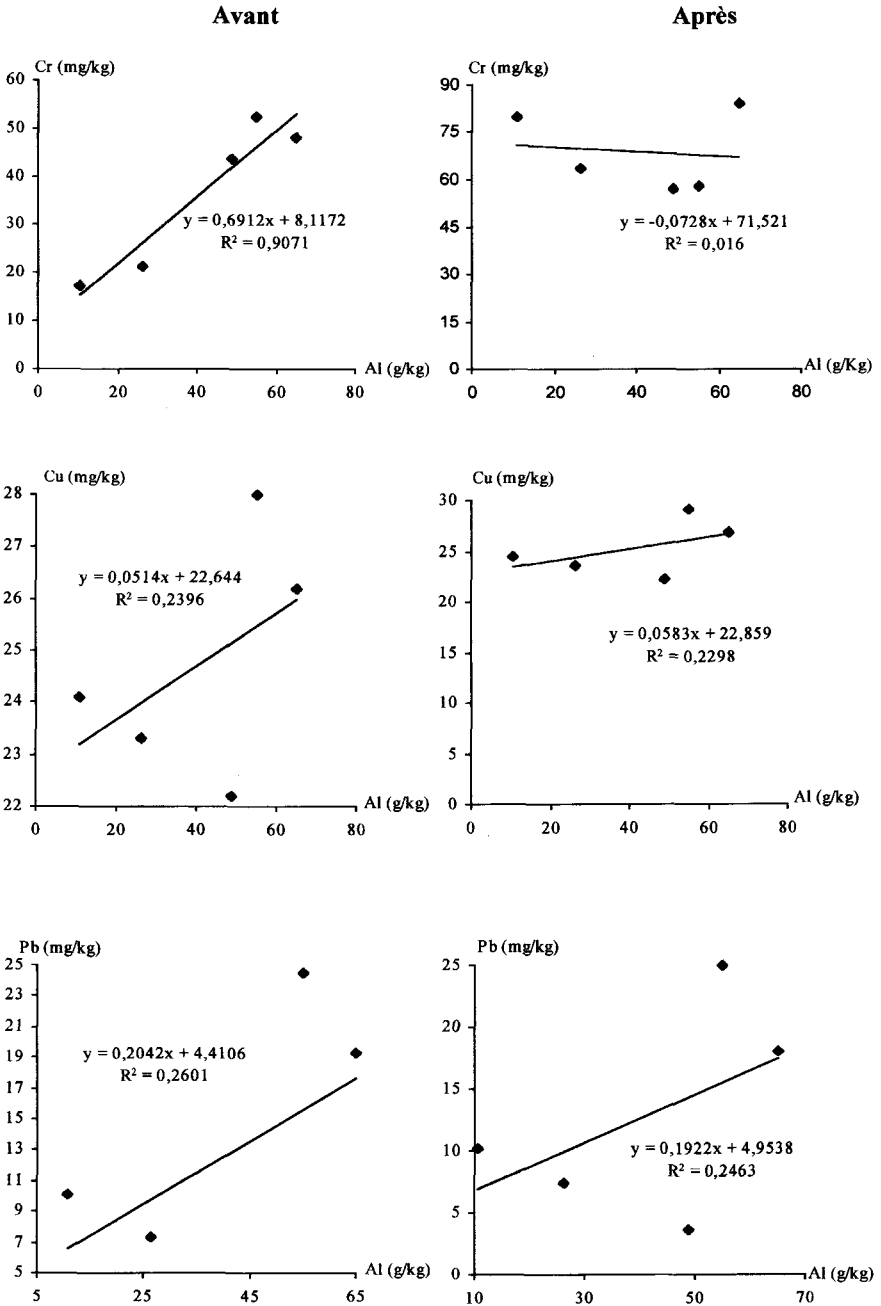 Avant
Après
Cr (mg/kg)
60
50
40
30
20
10
0
y = 0,6912x + 8,1172
R² = 0,9071
0 20 40 60 80
Al (g/kg)
Cr (mg/kg)
90
75
60
45
30
15
0
y = -0,0728x + 71,521
R² = 0,016
0 20 40 60 80
Al (g/Kg)
Cu (mg/kg)
28
27
26
25
24
23
22
y = 0,0514x + 22,644
R² = 0,2396
0 20 40 60 80
Al (g/kg)
Cu (mg/kg)
30
25
20
15
10
5
0
y = 0,0583x + 22,859
R² = 0,2298
0 20 40 60 80
Al (g/kg)
Pb (mg/kg)
25
23
21
19
17
15
13
11
9
7
5
y = 0,2042x + 4,4106
R² = 0,2601
5 25 45 65
Al (g/kg)
Pb (mg/kg)
25
20
15
10
5
0
y = 0,1922x + 4,9538
R² = 0,2463
10 30 50 70
Al (g/kg)